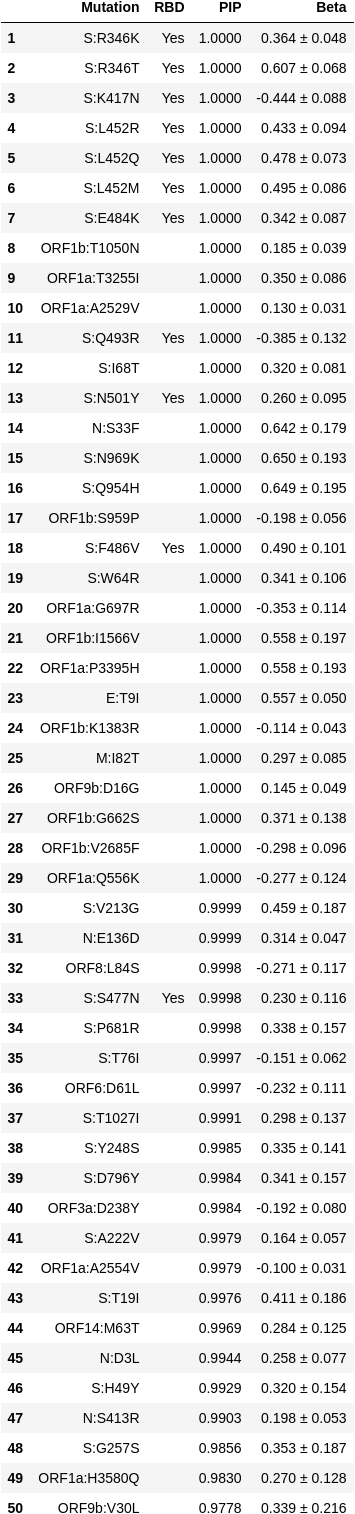 Mutation RBD PIP Beta
1 S:R346K Yes 1.0000 0.364 ± 0.048
2 S:R346T Yes 1.0000 0.607 ± 0.068
3 S:K417N Yes 1.0000 -0.444 ± 0.088
4 S:L452R Yes 1.0000 0.433 ± 0.094
5 S:L452Q Yes 1.0000 0.478 ± 0.073
6 S:L452M Yes 1.0000 0.495 ± 0.086
7 S:E484K Yes 1.0000 0.342 ± 0.087
8 ORF1b:T1050N 1.0000 0.185 ± 0.039
9 ORF1a:T3255I 1.0000 0.350 ± 0.086
10 ORF1a:A2529V 1.0000 0.130 ± 0.031
11 S:Q493R Yes 1.0000 -0.385 ± 0.132
12 S:I68T 1.0000 0.320 ± 0.081
13 S:N501Y Yes 1.0000 0.260 ± 0.095
14 N:S33F 1.0000 0.642 ± 0.179
15 S:N969K 1.0000 0.650 ± 0.193
16 S:Q954H 1.0000 0.649 ± 0.195
17 ORF1b:S959P 1.0000 -0.198 ± 0.056
18 S:F486V Yes 1.0000 0.490 ± 0.101
19 S:W64R 1.0000 0.341 ± 0.106
20 ORF1a:G697R 1.0000 -0.353 ± 0.114
21 ORF1b:I1566V 1.0000 0.558 ± 0.197
22 ORF1a:P3395H 1.0000 0.558 ± 0.193
23 E:T9I 1.0000 0.557 ± 0.050
24 ORF1b:K1383R 1.0000 -0.114 ± 0.043
25 M:I82T 1.0000 0.297 ± 0.085
26 ORF9b:D16G 1.0000 0.145 ± 0.049
27 ORF1b:G662S 1.0000 0.371 ± 0.138
28 ORF1b:V2685F 1.0000 -0.298 ± 0.096
29 ORF1a:Q556K 1.0000 -0.277 ± 0.124
30 S:V213G 0.9999 0.459 ± 0.187
31 N:E136D 0.9999 0.314 ± 0.047
32 ORF8:L84S 0.9998 -0.271 ± 0.117
33 S:S477N Yes 0.9998 0.230 ± 0.116
34 S:P681R 0.9998 0.338 ± 0.157
35 S:T76I 0.9997 -0.151 ± 0.062
36 ORF6:D61L 0.9997 -0.232 ± 0.111
37 S:T1027I 0.9991 0.298 ± 0.137
38 S:Y248S 0.9985 0.335 ± 0.141
39 S:D796Y 0.9984 0.341 ± 0.157
40 ORF3a:D238Y 0.9984 -0.192 ± 0.080
41 S:A222V 0.9979 0.164 ± 0.057
42 ORF1a:A2554V 0.9979 -0.100 ± 0.031
43 S:T19I 0.9976 0.411 ± 0.186
44 ORF14:M63T 0.9969 0.284 ± 0.125
45 N:D3L 0.9944 0.258 ± 0.077
46 S:H49Y 0.9929 0.320 ± 0.154
47 N:S413R 0.9903 0.198 ± 0.053
48 S:G257S 0.9856 0.353 ± 0.187
49 ORF1a:H3580Q 0.9830 0.270 ± 0.128
50 ORF9b:V30L 0.9778 0.339 ± 0.216